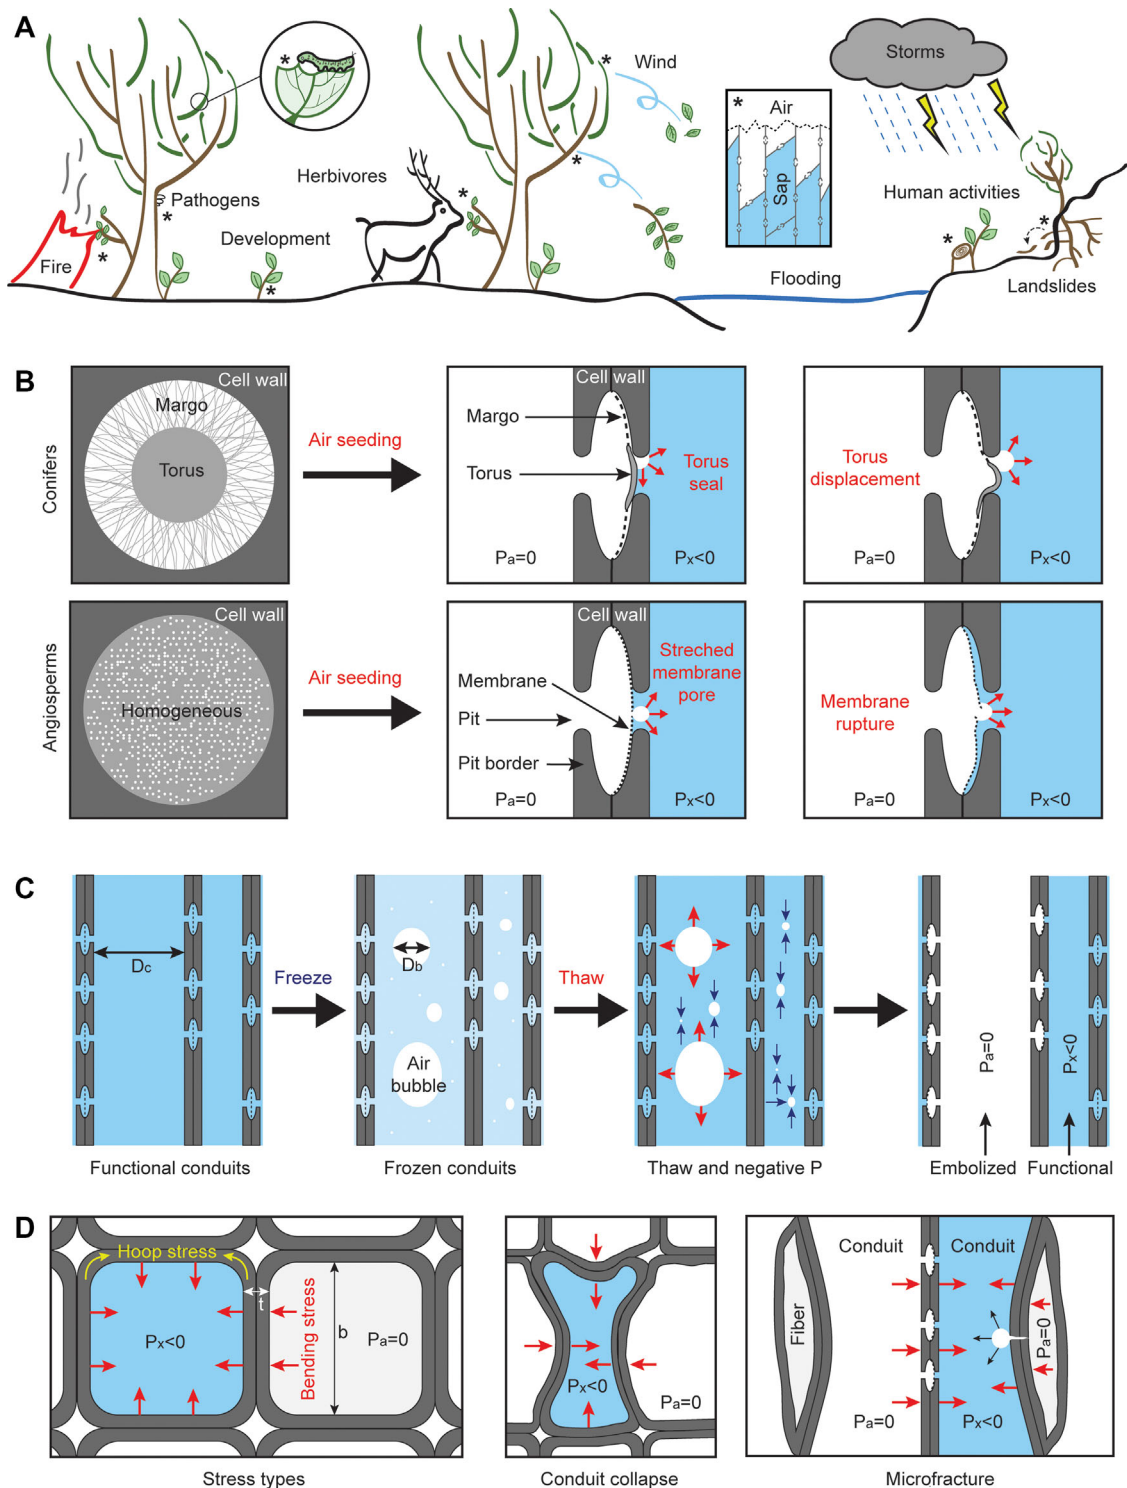 A
Storms
Wind
Air
Sap
Herbivores
Human activities
Pathogens
Development
Fire
Flooding
Landslides
B
Conifers
Cell wall
Margo
Torus
Air seeding
Cell wall
Margo
Torus
Torus
seal
Pa=0
Px<0
Torus
displacement
Pa=0
Px<0
Angiosperms
Cell wall
Homogeneous
Air seeding
Cell wall
Membrane
Pit
Pit border
Streched
membrane
pore
Pa=0
Px<0
Membrane
rupture
Pa=0
Px<0
C
Dc
Freeze
Db
Air
bubble
Thaw
Pa=0
Px<0
Functional conduits
Frozen conduits
Thaw and negative P
Embolized
Functional
D
Hoop stress
t
Px<0
Bending stress
b
Pa=0
Stress types
Px<0
Pa=0
Conduit collapse
Conduit
Conduit
Fiber
Pa=0
Pa=0
Px<0
Microfracture